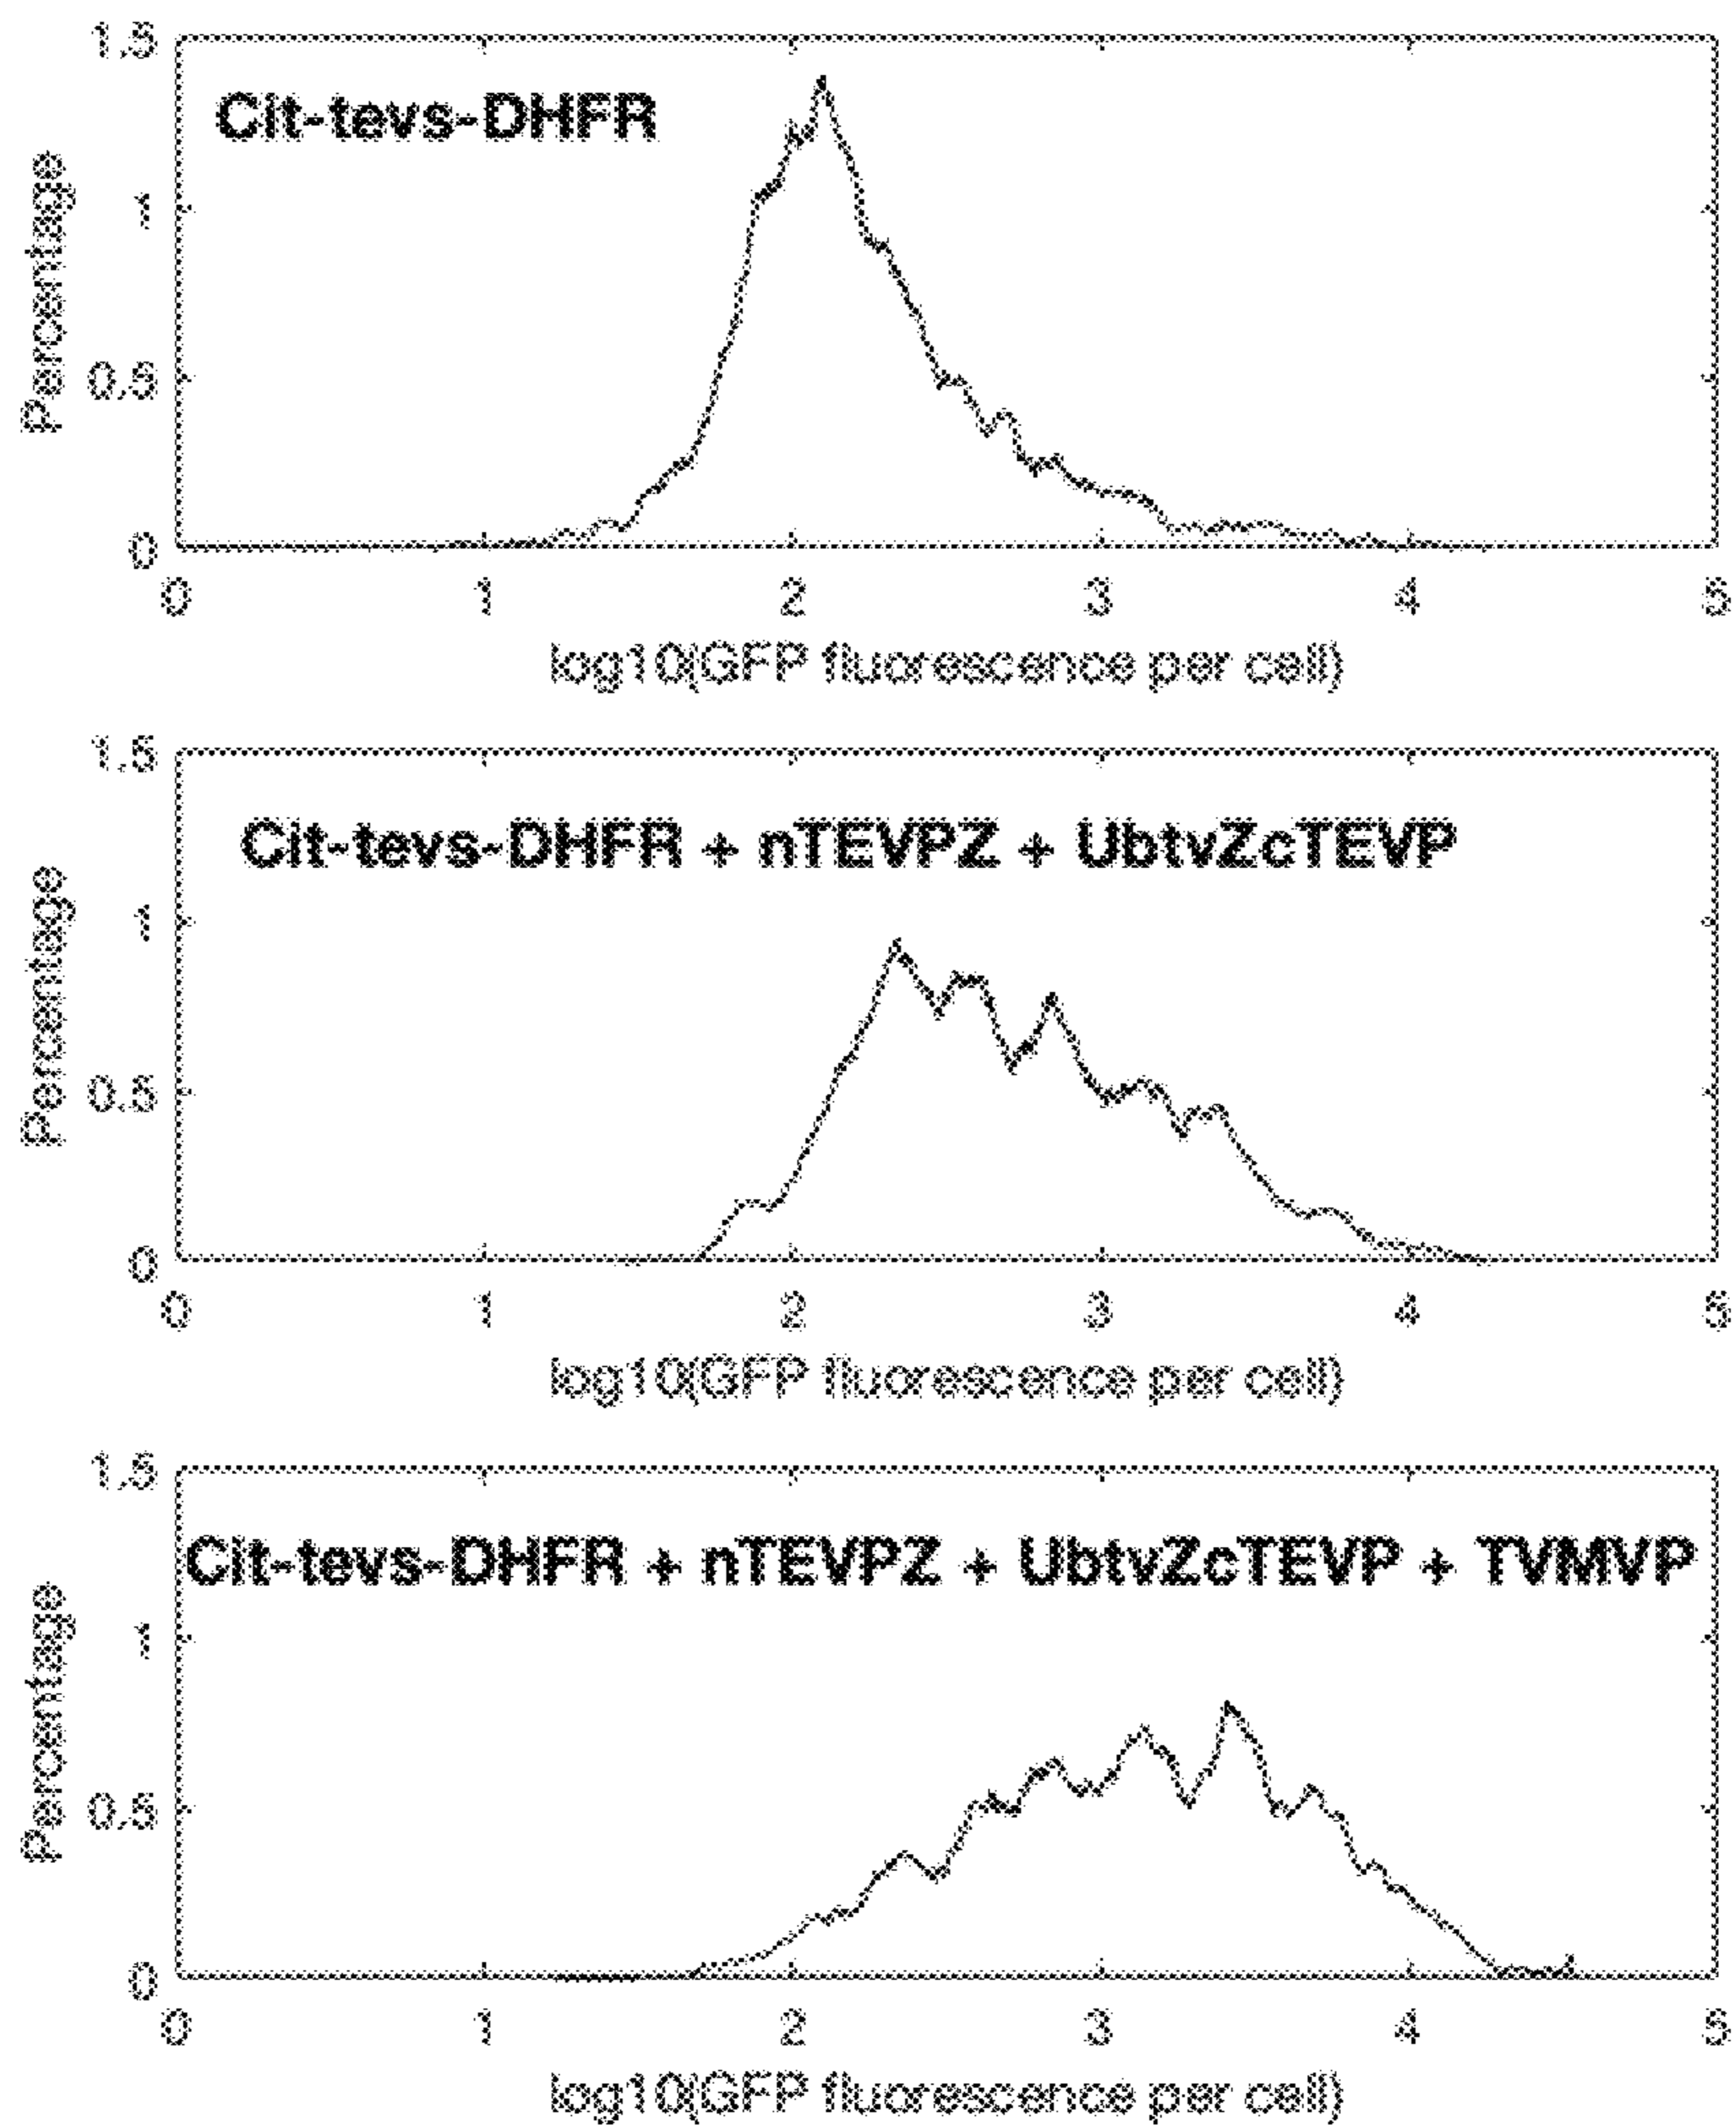 1.5
Cit-tevs-DHFR
1
Percentage
0.5
0
0 1 2 3 4 5
log10(GFP fluorescence per cell)
1.5
Cit-tevs-DHFR + nTEVPZ + UbtvZcTEVP
1
Percentage
0.5
0
0 1 2 3 4 5
log10(GFP fluorescence per cell)
1.5
Cit-tevs-DHFR + nTEVPZ + UbtvZcTEVP + TVMVP
1
Percentage
0.5
0
0 1 2 3 4 5
log10(GFP fluorescence per cell)